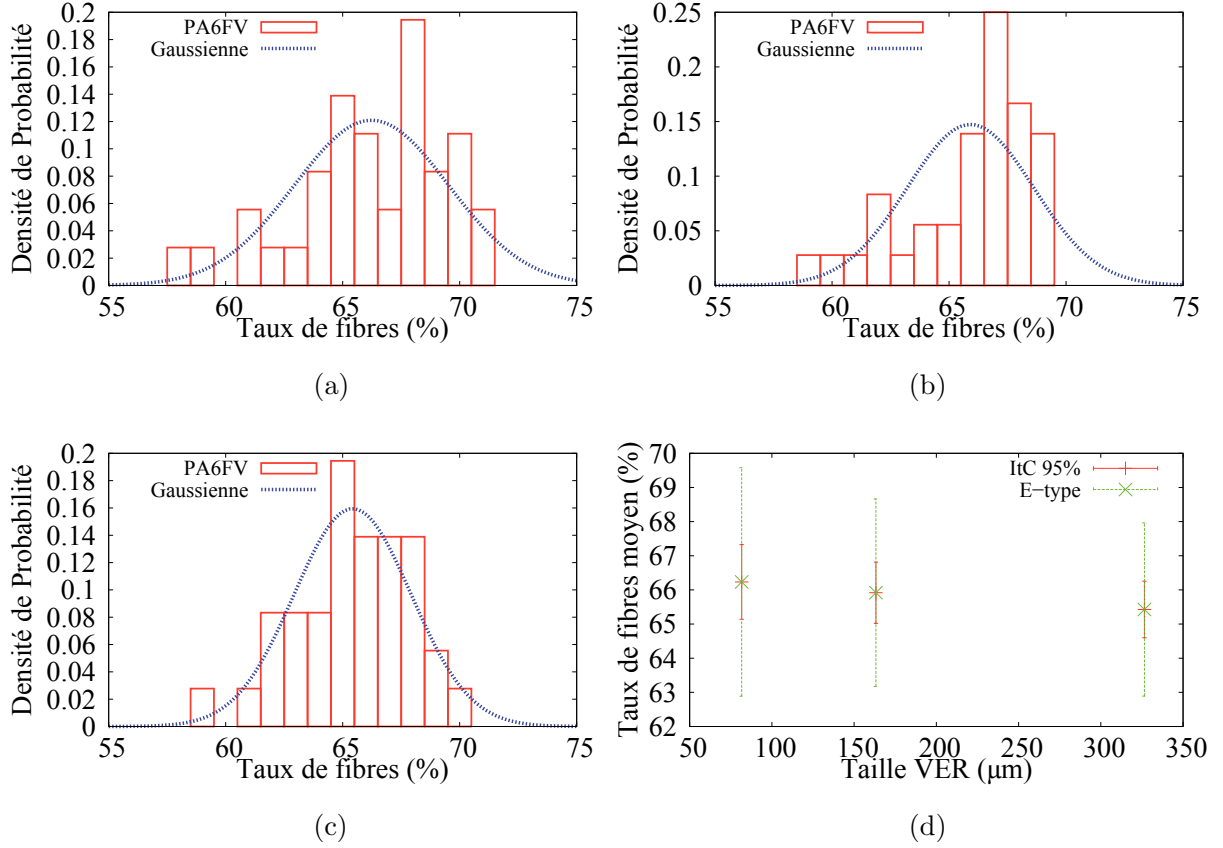 Densité de Probabilité
0.2
0.18
0.16
0.14
0.12
0.1
0.08
0.06
0.04
0.02
0
PA6FV
Gaussienne
55 60 65 70 75
Taux de fibres (%)
(a)
Densité de Probabilité
0.25
0.2
0.15
0.1
0.05
0
PA6FV
Gaussienne
55 60 65 70 75
Taux de fibres (%)
(b)
Densité de Probabilité
0.2
0.18
0.16
0.14
0.12
0.1
0.08
0.06
0.04
0.02
0
PA6FV
Gaussienne
55 60 65 70 75
Taux de fibres (%)
(c)
Taux de fibres moyen (%)
70
69
68
67
66
65
64
63
62
ItC 95%
E−type
50 100 150 200 250 300 350
Taille VER (μm)
(d)